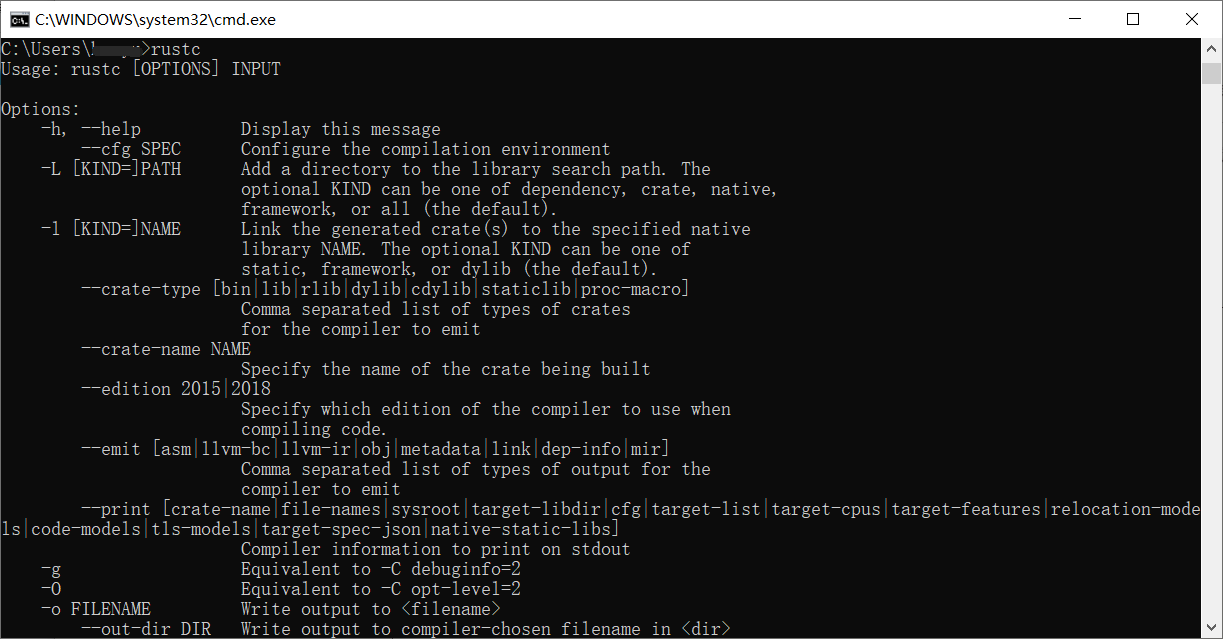 C:\WINDOWS\system32\cmd.exe
C:\Users\>rustc
Usage: rustc [OPTIONS] INPUT
Options:
-h, --help Display this message
--cfg SPEC Configure the compilation environment
-L [KIND=]PATH Add a directory to the library search path. The
optional KIND can be one of dependency, crate, native,
framework, or all (the default).
-l [KIND=]NAME Link the generated crate(s) to the specified native
library NAME. The optional KIND can be one of
static, framework, or dylib (the default).
--crate-type [bin|lib|rlib|dylib|cdylib|staticlib|proc-macro]
Comma separated list of types of crates
for the compiler to emit
--crate-name NAME
Specify the name of the crate being built
--edition 2015|2018
Specify which edition of the compiler to use when
compiling code.
--emit [asm|llvm-bc|llvm-ir|obj|metadata|link|dep-info|mir]
Comma separated list of types of output for the
compiler to emit
--print [crate-name|file-names|sysroot|target-libdir|cfg|target-list|target-cpus|target-features|relocation-mode
ls|code-models|tls-models|target-spec-json|native-static-libs]
Compiler information to print on stdout
-g Equivalent to -C debuginfo=2
-O Equivalent to -C opt-level=2
-o FILENAME Write output to <filename>
--out-dir DIR Write output to compiler-chosen filename in <dir>